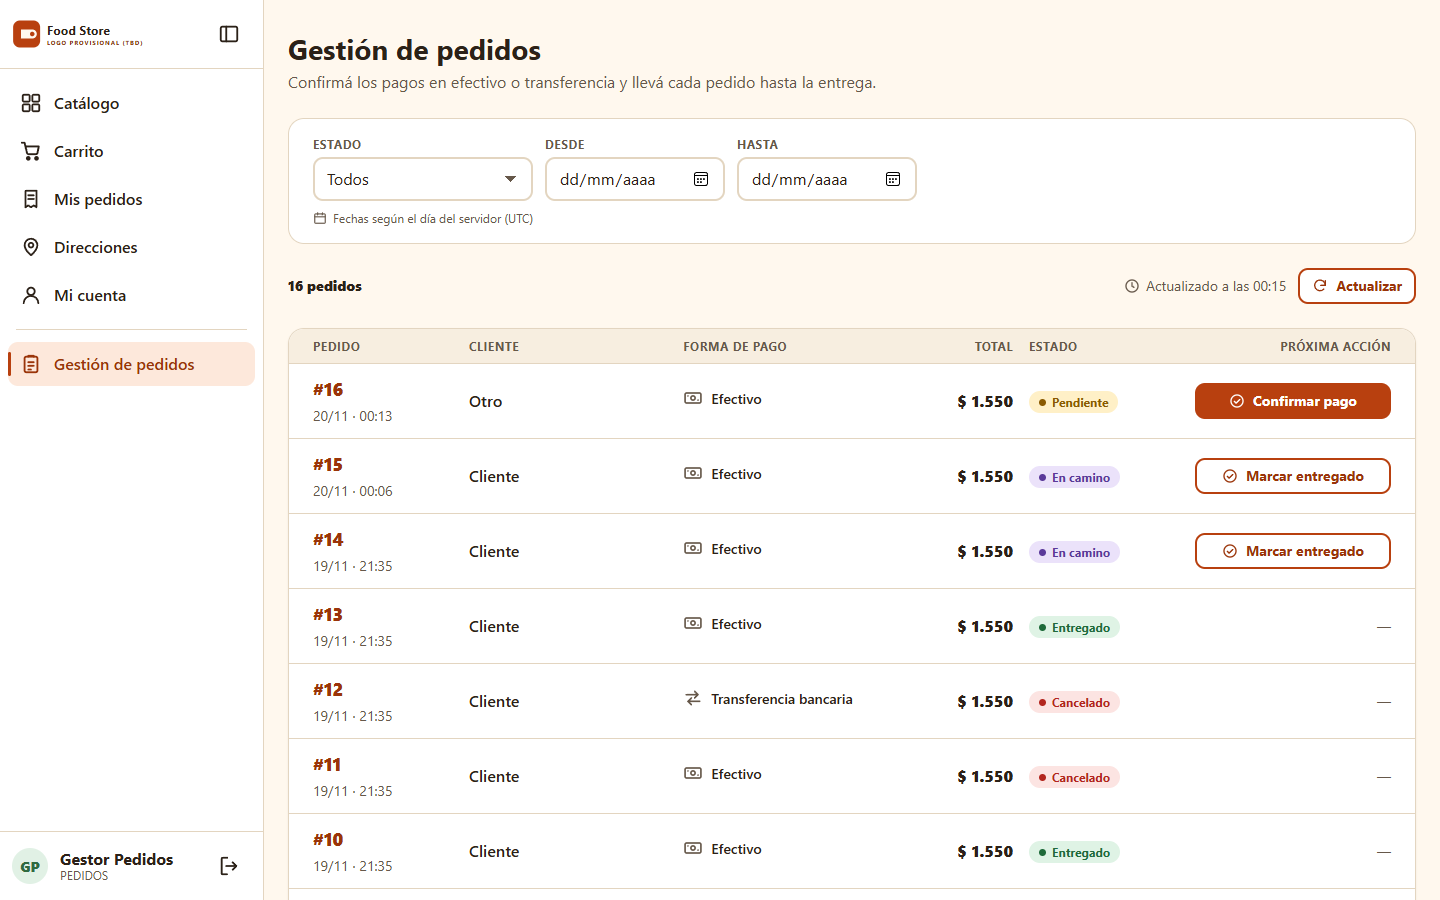 Food Store
LOGO PROVISIONAL (TBD)
Catálogo
Carrito
Mis pedidos
Direcciones
Mi cuenta
Gestión de pedidos
GP
Gestor Pedidos
PEDIDOS
Gestión de pedidos
Confirmá los pagos en efectivo o transferencia y llevá cada pedido hasta la entrega.
ESTADO DESDE HASTA
Todos dd/mm/aaaa dd/mm/aaaa
Fechas según el día del servidor (UTC)
16 pedidos Actualizado a las 00:15 Actualizar
PEDIDO CLIENTE FORMA DE PAGO TOTAL ESTADO PRÓXIMA ACCIÓN
#16
20/11 · 00:13 Otro Efectivo $ 1.550 Pendiente Confirmar pago
#15
20/11 · 00:06 Cliente Efectivo $ 1.550 En camino Marcar entregado
#14
19/11 · 21:35 Cliente Efectivo $ 1.550 En camino Marcar entregado
#13
19/11 · 21:35 Cliente Efectivo $ 1.550 Entregado —
#12
19/11 · 21:35 Cliente Transferencia bancaria $ 1.550 Cancelado —
#11
19/11 · 21:35 Cliente Efectivo $ 1.550 Cancelado —
#10
19/11 · 21:35 Cliente Efectivo $ 1.550 Entregado —